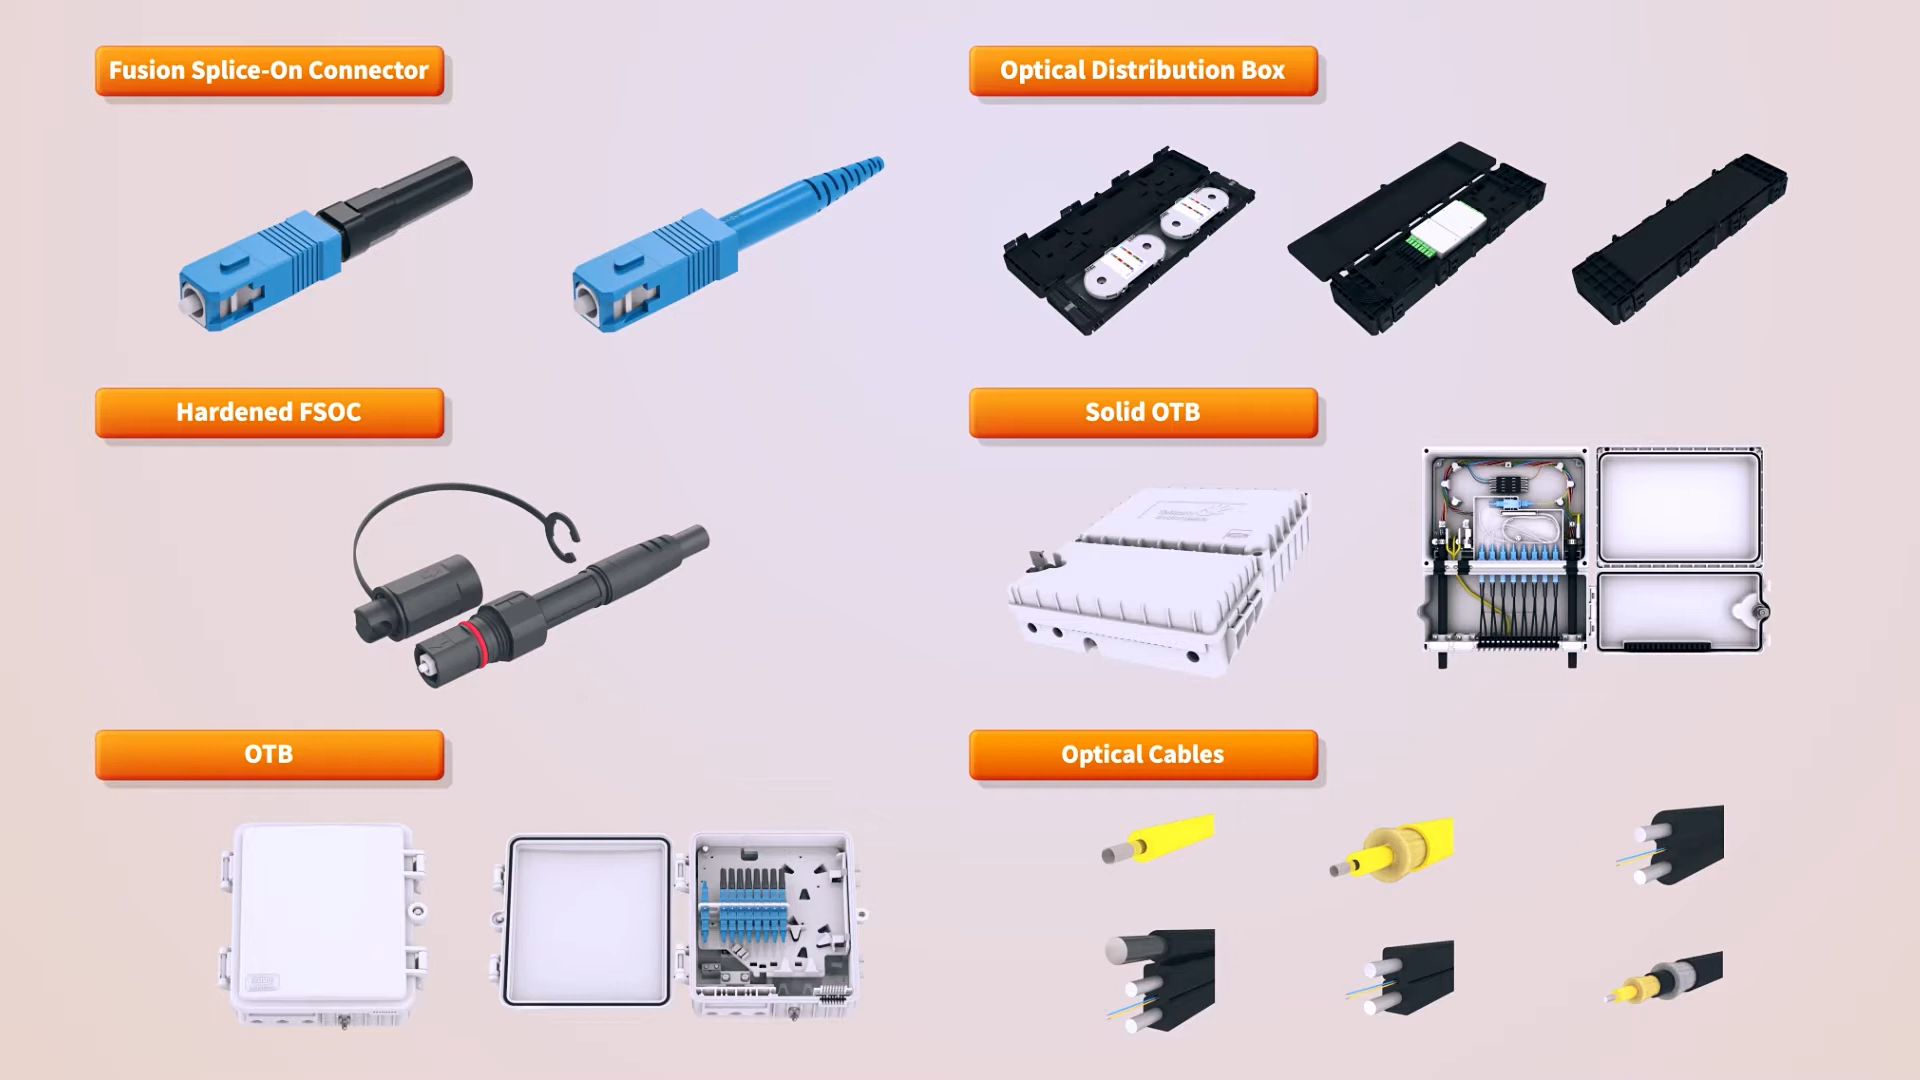 Fusion Splice-On Connector
Optical Distribution Box
Hardened FSOC
Solid OTB
OTB
Optical Cables